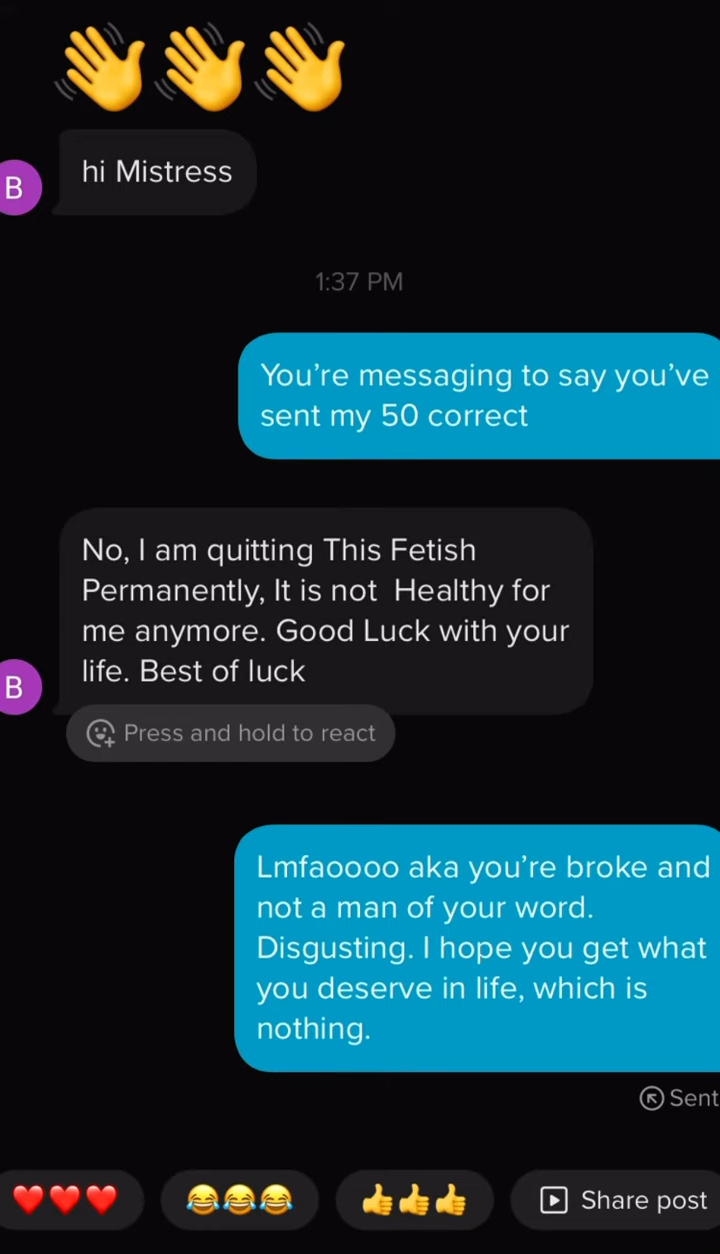 👋👋👋
hi Mistress
B
1:37 PM
You’re messaging to say you’ve
sent my 50 correct
No, I am quitting This Fetish
Permanently, It is not  Healthy for
me anymore. Good Luck with your
life. Best of luck
B
Press and hold to react
Lmfaoooo aka you’re broke and
not a man of your word.
Disgusting. I hope you get what
you deserve in life, which is
nothing.
Sent
❤️❤️❤️ 😂😂😂 👍👍👍 Share post